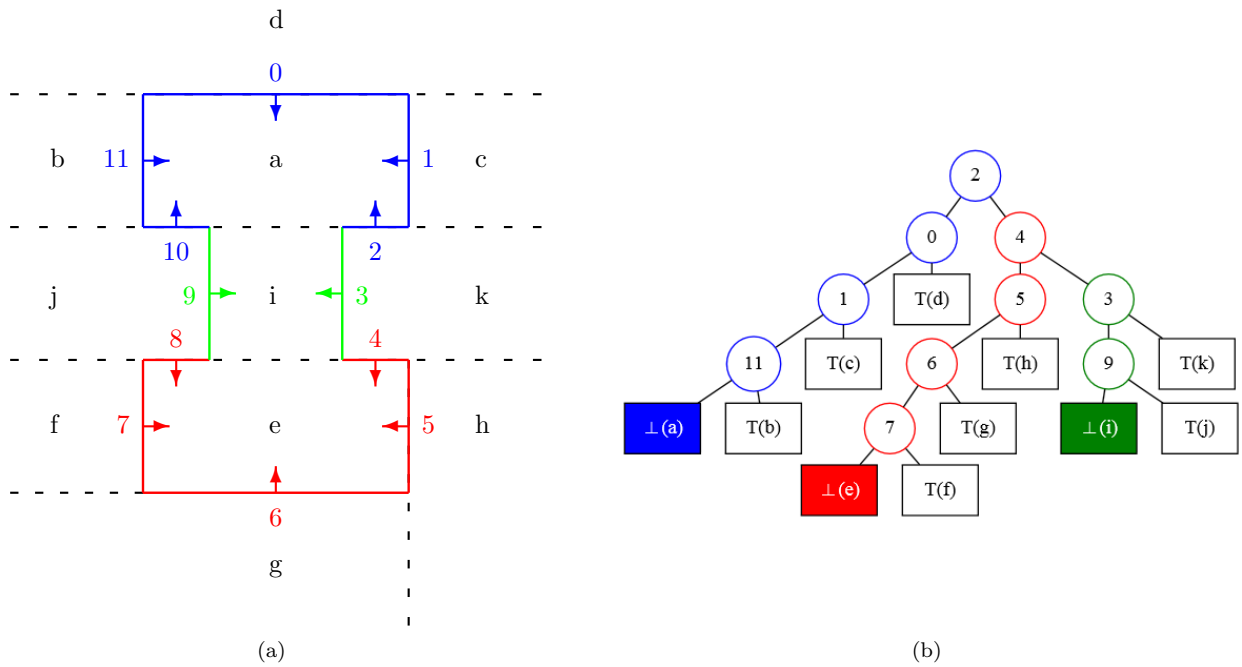 d
0
b 11 a 1 c
10 2
j 9 i 3 k
8 4
f 7 e 5 h
6
g
(a)
2
0 4
1 T(d) 5 3
11 T(c) 6 T(h) 9 T(k)
⊥(a) T(b) 7 T(g) ⊥(i) T(j)
⊥(e) T(f)
(b)